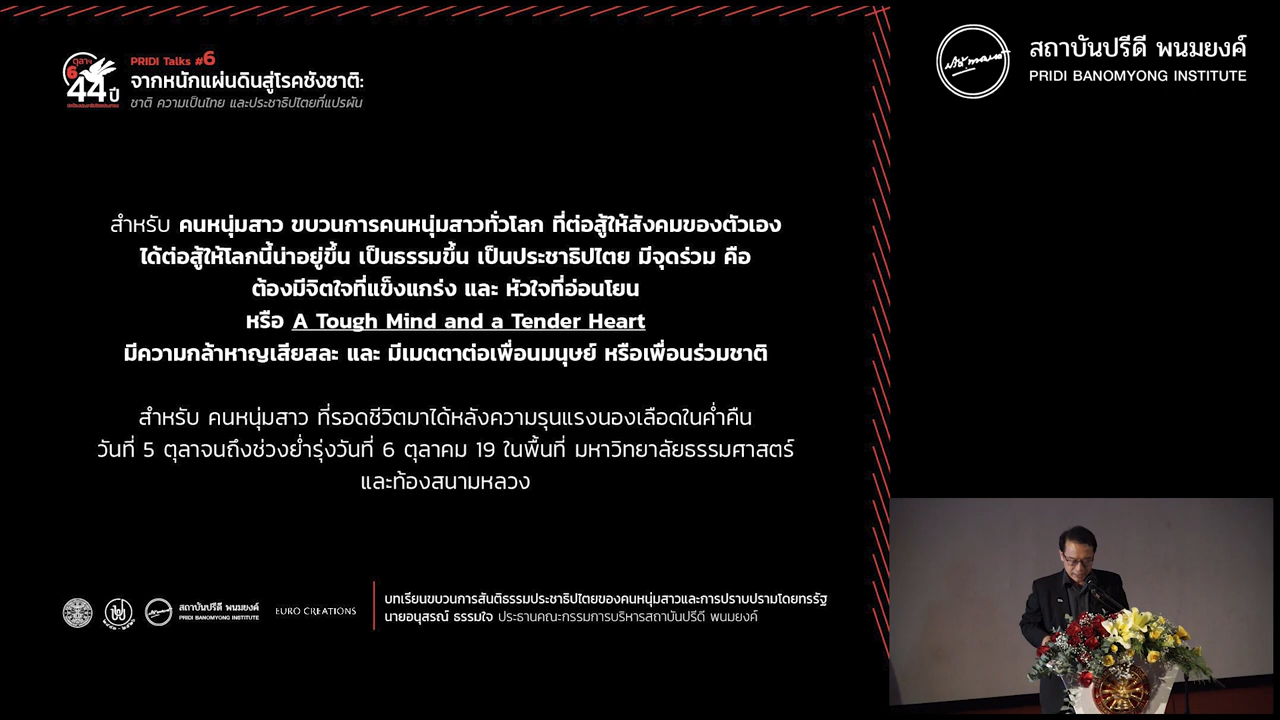 ตุลา
6
44 ปี
PRIDI Talks #6
จากหนักแผ่นดินสู่โรคชังชาติ:
ชาติ ความเป็นไทย และประชาธิปไตยที่แปรผัน
สถาบันปรีดี พนมยงค์
PRIDI BANOMYONG INSTITUTE
สำหรับ คนหนุ่มสาว ขบวนการคนหนุ่มสาวทั่วโลก ที่ต่อสู้ให้สังคมของตัวเอง
ได้ต่อสู้ให้โลกนี้น่าอยู่ขึ้น เป็นธรรมขึ้น เป็นประชาธิปไตย มีจุดร่วม คือ
ต้องมีจิตใจที่แข็งแกร่ง และ หัวใจที่อ่อนโยน
หรือ A Tough Mind and a Tender Heart
มีความกล้าหาญเสียสละ และ มีเมตตาต่อเพื่อนมนุษย์ หรือเพื่อนร่วมชาติ
สำหรับ คนหนุ่มสาว ที่รอดชีวิตมาได้หลังความรุนแรงนองเลือดในค่ำคืน
วันที่ 5 ตุลาจนถึงช่วงย่ำรุ่งวันที่ 6 ตุลาคม 19 ในพื้นที่ มหาวิทยาลัยธรรมศาสตร์
และท้องสนามหลวง
สถาบันปรีดี พนมยงค์
PRIDI BANOMYONG INSTITUTE
EURO CREATIONS
บทเรียนขบวนการสันติธรรมประชาธิปไตยของคนหนุ่มสาวและการปราบปรามโดยทรรัฐ
นายอนุสรณ์ ธรรมใจ ประธานคณะกรรมการบริหารสถาบันปรีดี พนมยงค์